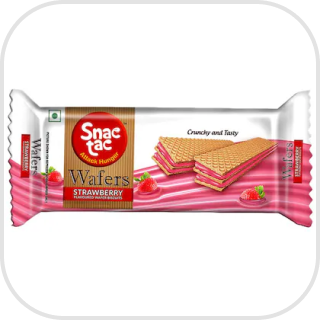 Snac
tac
Attack Hunger
Wafers
STRAWBERRY
FLAVOURED WAFER BISCUITS
Crunchy and Tasty